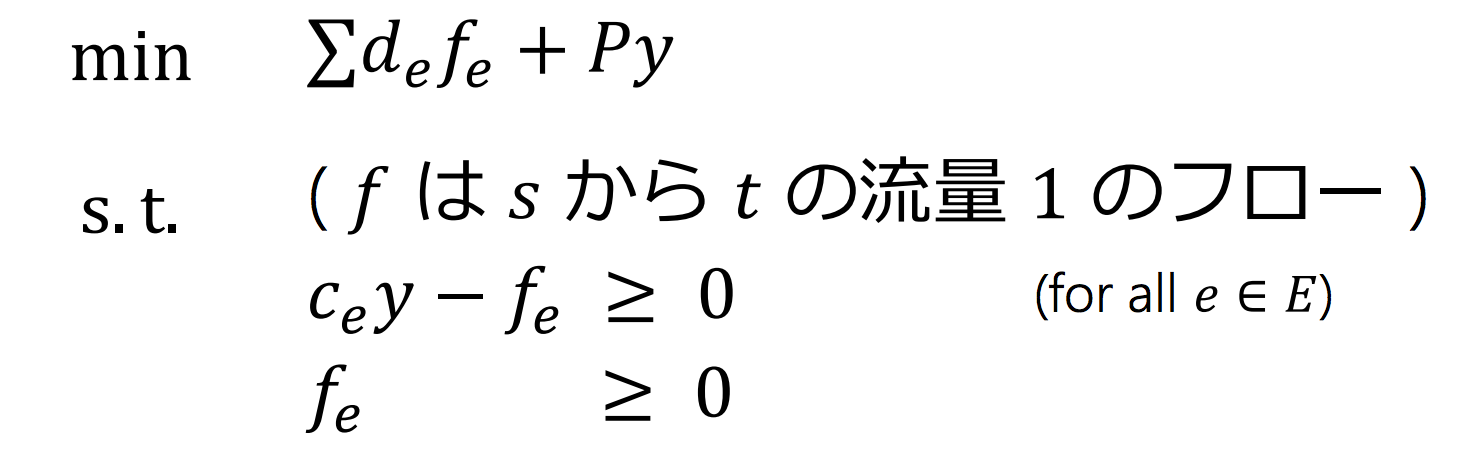 min ∑d_e f_e + Py
s.t. ( f は s から t の流量 1 のフロー )
c_e y − f_e ≥ 0 (for all e ∈ E)
f_e ≥ 0